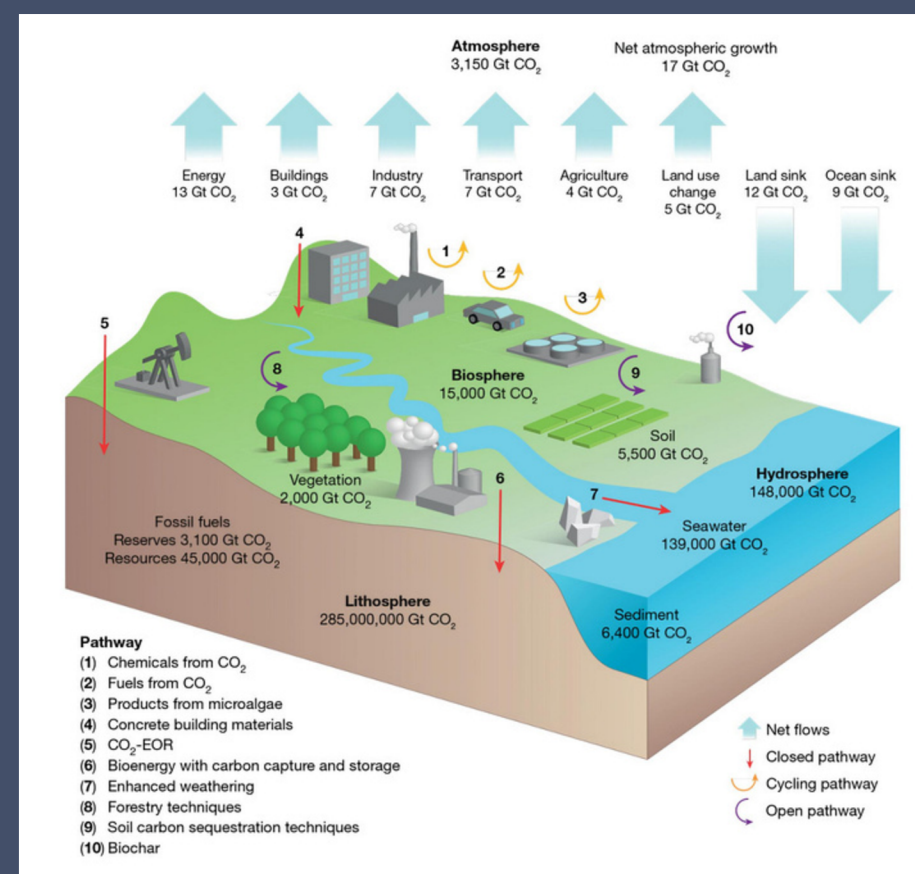 Atmosphere
3,150 Gt CO₂
Net atmospheric growth
17 Gt CO₂
Energy
13 Gt CO₂
Buildings
3 Gt CO₂
Industry
7 Gt CO₂
Transport
7 Gt CO₂
Agriculture
4 Gt CO₂
Land use
change
5 Gt CO₂
Land sink
12 Gt CO₂
Ocean sink
9 Gt CO₂
4
1
2
3
5
10
8
9
Biosphere
15,000 Gt CO₂
Soil
5,500 Gt CO₂
Vegetation
2,000 Gt CO₂
6
7
Hydrosphere
148,000 Gt CO₂
Seawater
139,000 Gt CO₂
Fossil fuels
Reserves 3,100 Gt CO₂
Resources 45,000 Gt CO₂
Lithosphere
285,000,000 Gt CO₂
Sediment
6,400 Gt CO₂
Pathway
(1) Chemicals from CO₂
(2) Fuels from CO₂
(3) Products from microalgae
(4) Concrete building materials
(5) CO₂-EOR
(6) Bioenergy with carbon capture and storage
(7) Enhanced weathering
(8) Forestry techniques
(9) Soil carbon sequestration techniques
(10) Biochar
Net flows
Closed pathway
Cycling pathway
Open pathway